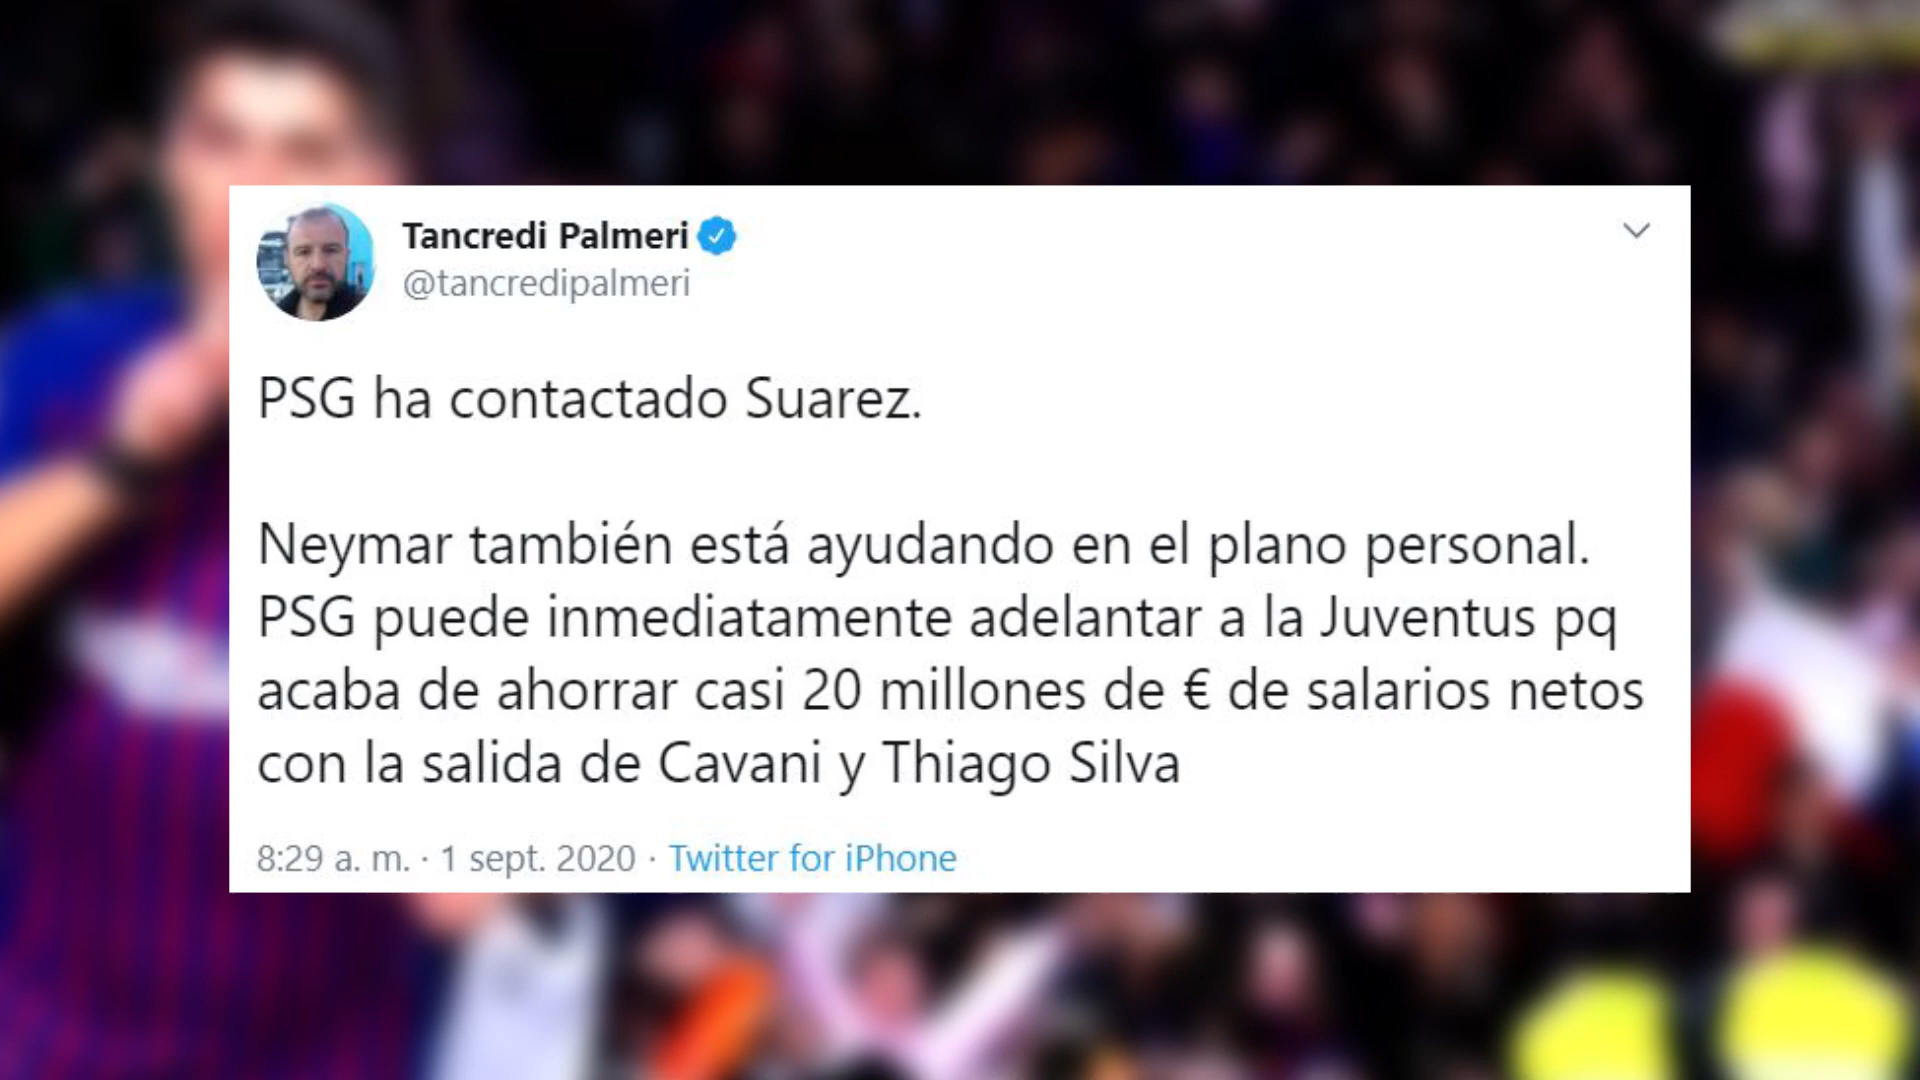 Tancredi Palmeri
@tancredipalmeri
PSG ha contactado Suarez.
Neymar también está ayudando en el plano personal.
PSG puede inmediatamente adelantar a la Juventus pq
acaba de ahorrar casi 20 millones de € de salarios netos
con la salida de Cavani y Thiago Silva
8:29 a. m. · 1 sept. 2020 · Twitter for iPhone